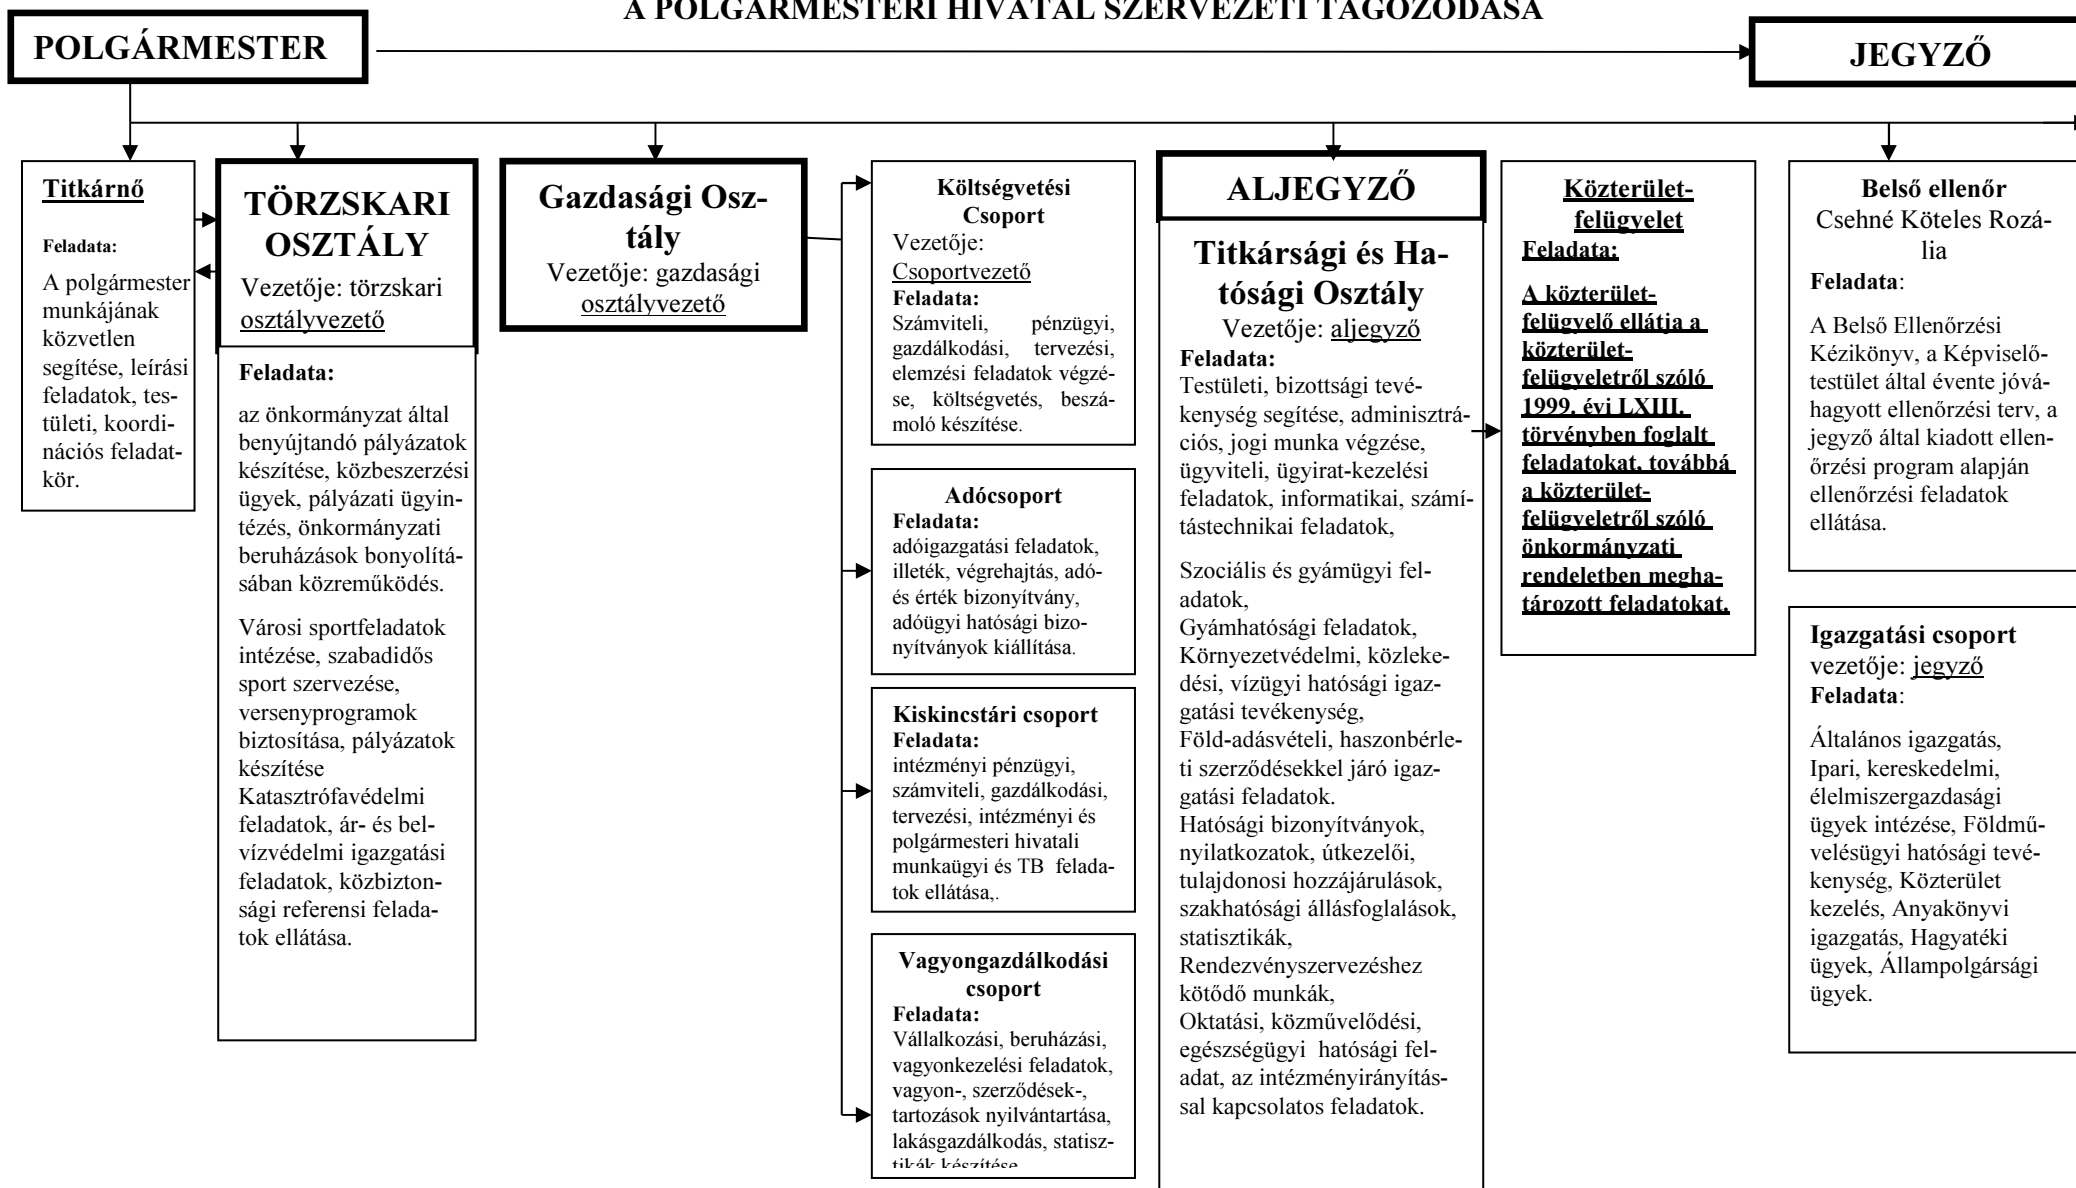 A POLGÁRMESTERI HIVATAL SZERVEZETI TAGOZÓDÁSA
POLGÁRMESTER
JEGYZŐ
Titkárnő
Feladata:
A polgármester
munkájának
közvetlen
segítése, leírási
feladatok, tes-
tületi, koordi-
nációs feladat-
kör.
TÖRZSKARI
OSZTÁLY
Vezetője: törzskari
osztályvezető
Feladata:
az önkormányzat által
benyújtandó pályázatok
készítése, közbeszerzési
ügyek, pályázati ügyin-
tézés, önkormányzati
beruházások bonyolítá-
sában közreműködés.
Városi sportfeladatok
intézése, szabadidős
sport szervezése,
versenyprogramok
biztosítása, pályázatok
készítése
Katasztrófavédelmi
feladatok, ár- és bel-
vízvédelmi igazgatási
feladatok, közbizton-
sági referensi felada-
tok ellátása.
Gazdasági Osz-
tály
Vezetője: gazdasági
osztályvezető
Költségvetési
Csoport
Vezetője:
Csoportvezető
Feladata:
Számviteli, pénzügyi,
gazdálkodási, tervezési,
elemzési feladatok végzé-
se, költségvetés, beszá-
moló készítése.
Adócsoport
Feladata:
adóigazgatási feladatok,
illeték, végrehajtás, adó-
és érték bizonyítvány,
adóügyi hatósági bizo-
nyítványok kiállítása.
Kiskincstári csoport
Feladata:
intézményi pénzügyi,
számviteli, gazdálkodási,
tervezési, intézményi és
polgármesteri hivatali
munkaügyi és TB  felada-
tok ellátása,.
Vagyongazdálkodási
csoport
Feladata:
Vállalkozási, beruházási,
vagyonkezelési feladatok,
vagyon-, szerződések-,
tartozások nyilvántartása,
lakásgazdálkodás, statisz-
tikák készítése
ALJEGYZŐ
Titkársági és Ha-
tósági Osztály
Vezetője: aljegyző
Feladata:
Testületi, bizottsági tevé-
kenység segítése, adminisztrá-
ciós, jogi munka végzése,
ügyviteli, ügyirat-kezelési
feladatok, informatikai, számí-
tástechnikai feladatok,
Szociális és gyámügyi fel-
adatok,
Gyámhatósági feladatok,
Környezetvédelmi, közleke-
dési, vízügyi hatósági igaz-
gatási tevékenység,
Föld-adásvételi, haszonbérle-
ti szerződésekkel járó igaz-
gatási feladatok.
Hatósági bizonyítványok,
nyilatkozatok, útkezelői,
tulajdonosi hozzájárulások,
szakhatósági állásfoglalások,
statisztikák,
Rendezvényszervezéshez
kötődő munkák,
Oktatási, közművelődési,
egészségügyi  hatósági fel-
adat, az intézményirányítás-
sal kapcsolatos feladatok.
Közterület-
felügyelet
Feladata:
A közterület-
felügyelő ellátja a
közterület-
felügyeletről szóló
1999. évi LXIII.
törvényben foglalt
feladatokat, továbbá
a közterület-
felügyeletről szóló
önkormányzati
rendeletben megha-
tározott feladatokat.
Belső ellenőr
Csehné Köteles Rozá-
lia
Feladata:
A Belső Ellenőrzési
Kézikönyv, a Képviselő-
testület által évente jóvá-
hagyott ellenőrzési terv, a
jegyző által kiadott ellen-
őrzési program alapján
ellenőrzési feladatok
ellátása.
Igazgatási csoport
vezetője: jegyző
Feladata:
Általános igazgatás,
Ipari, kereskedelmi,
élelmiszergazdasági
ügyek intézése, Földmű-
velésügyi hatósági tevé-
kenység, Közterület
kezelés, Anyakönyvi
igazgatás, Hagyatéki
ügyek, Állampolgársági
ügyek.